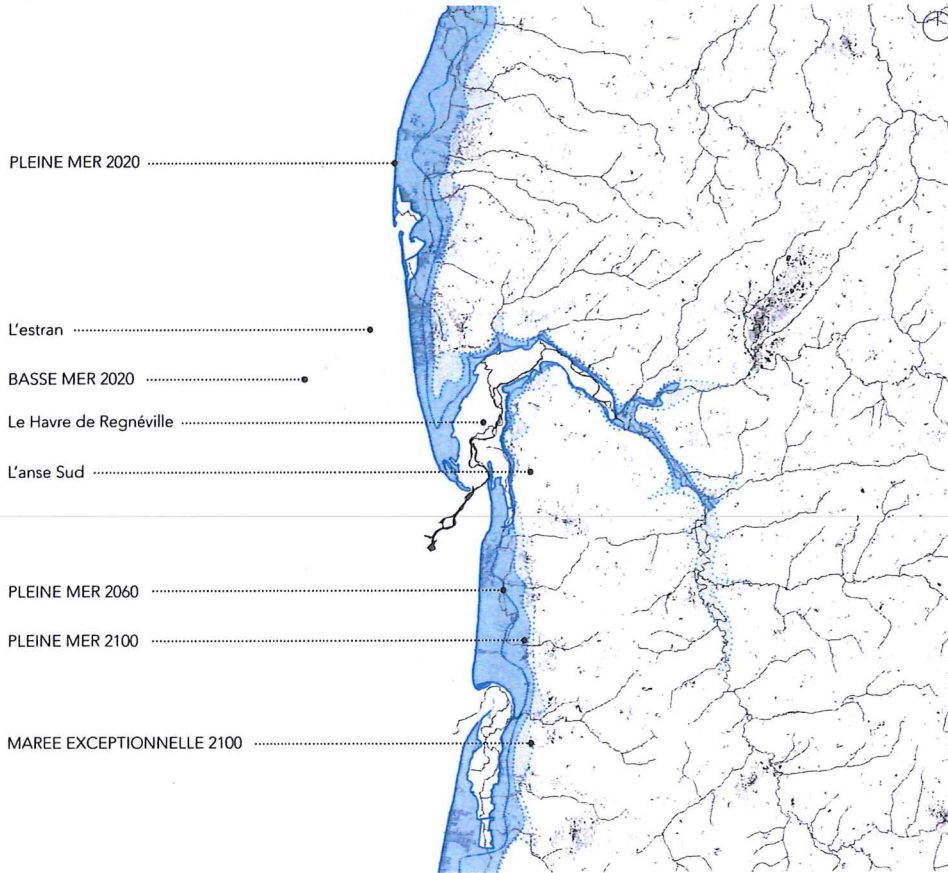 PLEINE MER 2020
L'estran
BASSE MER 2020
Le Havre de Regnéville
L'anse Sud
PLEINE MER 2060
PLEINE MER 2100
MAREE EXCEPTIONNELLE 2100